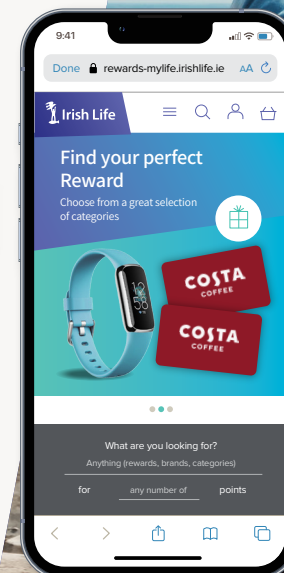 9:41
Done rewards-mylife.irishlife.ie AA
Irish Life
Find your perfect
Reward
Choose from a great selection
of categories
COSTA
COFFEE
COSTA
COFFEE
What are you looking for?
Anything (rewards, brands, categories)
for any number of points